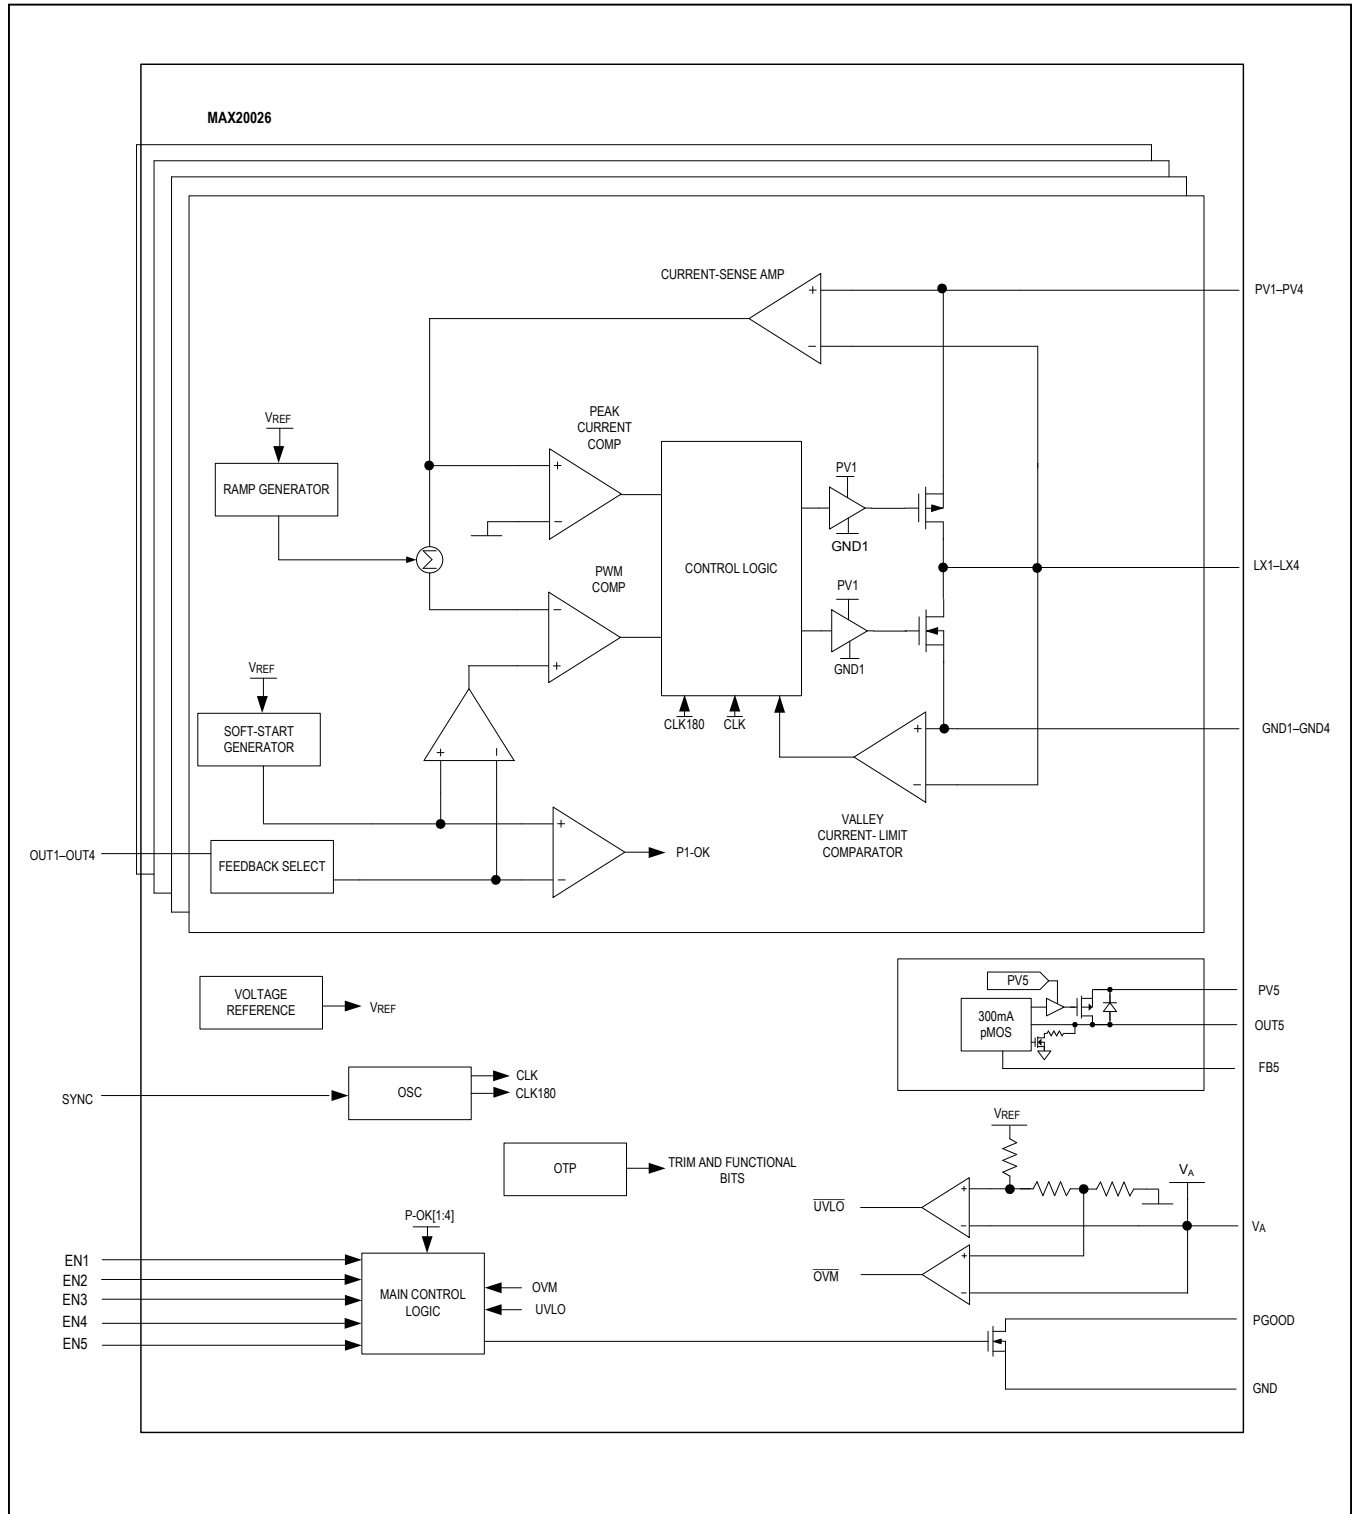 MAX20026
CURRENT-SENSE AMP
+
−
PV1–PV4
VREF
RAMP GENERATOR
PEAK
CURRENT
COMP
+
−
Σ
PWM
COMP
−
+
CONTROL LOGIC
PV1
GND1
PV1
GND1
LX1–LX4
CLK180
CLK
VREF
SOFT-START
GENERATOR
+
−
+
−
GND1–GND4
VALLEY
CURRENT- LIMIT
COMPARATOR
OUT1–OUT4
FEEDBACK SELECT
+
−
P1-OK
VOLTAGE
REFERENCE
VREF
PV5
300mA
pMOS
PV5
OUT5
FB5
SYNC
OSC
CLK
CLK180
OTP
TRIM AND FUNCTIONAL
BITS
VREF
VA
UVLO
+
−
VA
OVM
+
−
P-OK[1:4]
EN1
EN2
EN3
EN4
EN5
MAIN CONTROL
LOGIC
OVM
UVLO
PGOOD
GND